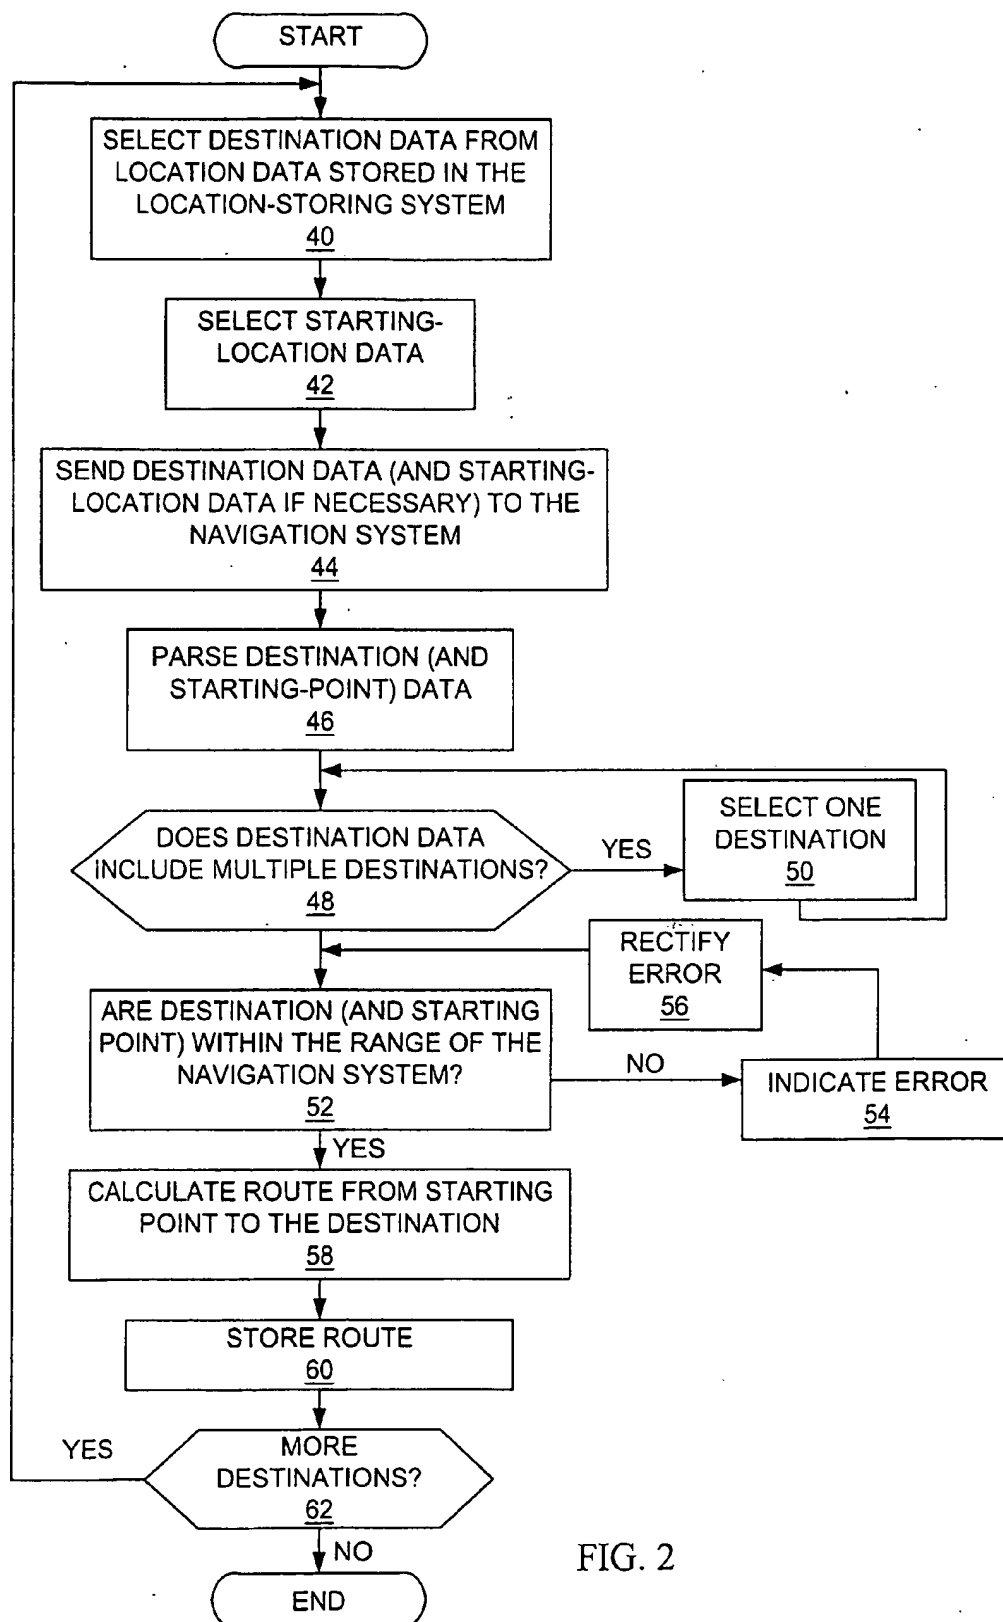 START
SELECT DESTINATION DATA FROM
LOCATION DATA STORED IN THE
LOCATION-STORING SYSTEM
40
SELECT STARTING-
LOCATION DATA
42
SEND DESTINATION DATA (AND STARTING-
LOCATION DATA IF NECESSARY) TO THE
NAVIGATION SYSTEM
44
PARSE DESTINATION (AND
STARTING-POINT) DATA
46
DOES DESTINATION DATA
INCLUDE MULTIPLE DESTINATIONS?
48
YES
SELECT ONE
DESTINATION
50
RECTIFY
ERROR
56
ARE DESTINATION (AND STARTING
POINT) WITHIN THE RANGE OF THE
NAVIGATION SYSTEM?
52
NO
INDICATE ERROR
54
YES
CALCULATE ROUTE FROM STARTING
POINT TO THE DESTINATION
58
STORE ROUTE
60
YES
MORE
DESTINATIONS?
62
NO
END
FIG. 2